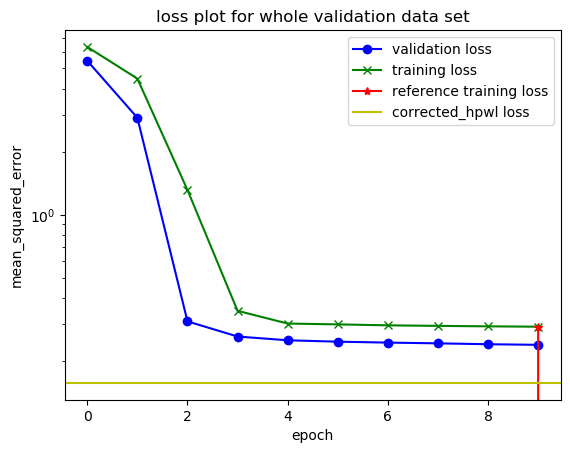 loss plot for whole validation data set
validation loss
training loss
reference training loss
corrected_hpwl loss
mean_squared_error
10^0
0 2 4 6 8
epoch